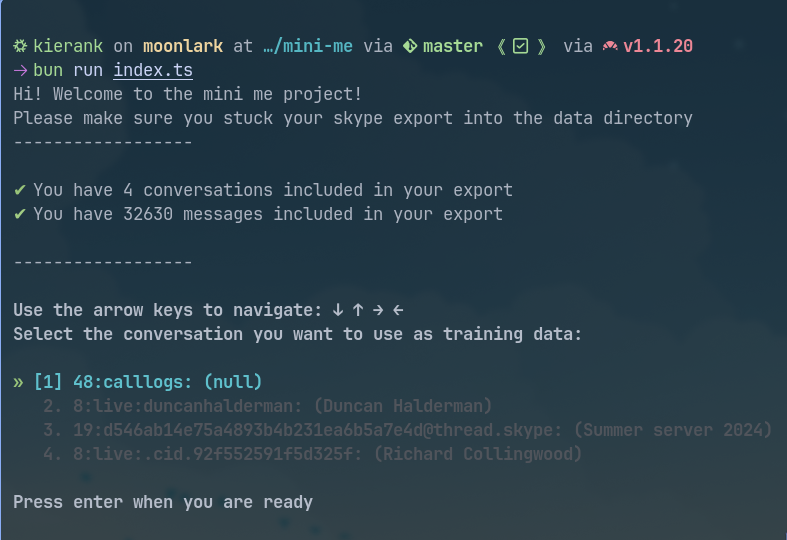 kierank on moonlark at …/mini-me via master 《 》 via v1.1.20
→ bun run index.ts
Hi! Welcome to the mini me project!
Please make sure you stuck your skype export into the data directory
------------------
✔ You have 4 conversations included in your export
✔ You have 32630 messages included in your export
------------------
Use the arrow keys to navigate: ↓ ↑ → ←
Select the conversation you want to use as training data:
» [1] 48:calllogs: (null)
2. 8:live:duncanhalderman: (Duncan Halderman)
3. 19:d546ab14e75a4893b4b231ea6b5a7e4d@thread.skype: (Summer server 2024)
4. 8:live:.cid.92f552591f5d325f: (Richard Collingwood)
Press enter when you are ready